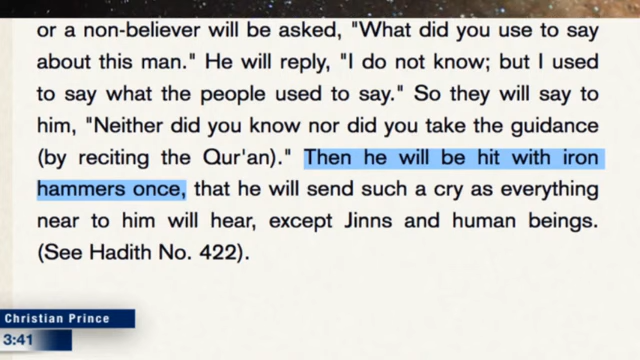 or a non-believer will be asked, "What did you use to say
about this man." He will reply, "I do not know; but I used
to say what the people used to say." So they will say to
him, "Neither did you know nor did you take the guidance
(by reciting the Qur'an)." Then he will be hit with iron
hammers once, that he will send such a cry as everything
near to him will hear, except Jinns and human beings.
(See Hadith No. 422).
Christian Prince
3:41